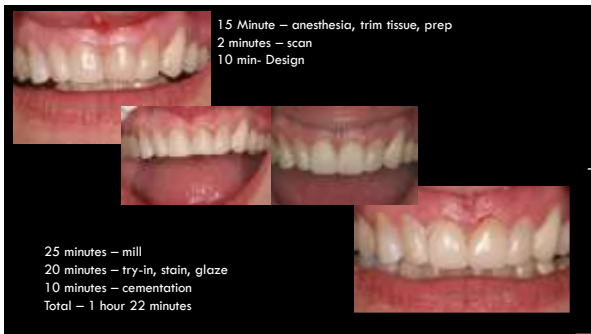 15 Minute – anesthesia, trim tissue, prep
2 minutes – scan
10 min- Design
25 minutes – mill
20 minutes – try-in, stain, glaze
10 minutes – cementation
Total – 1 hour 22 minutes